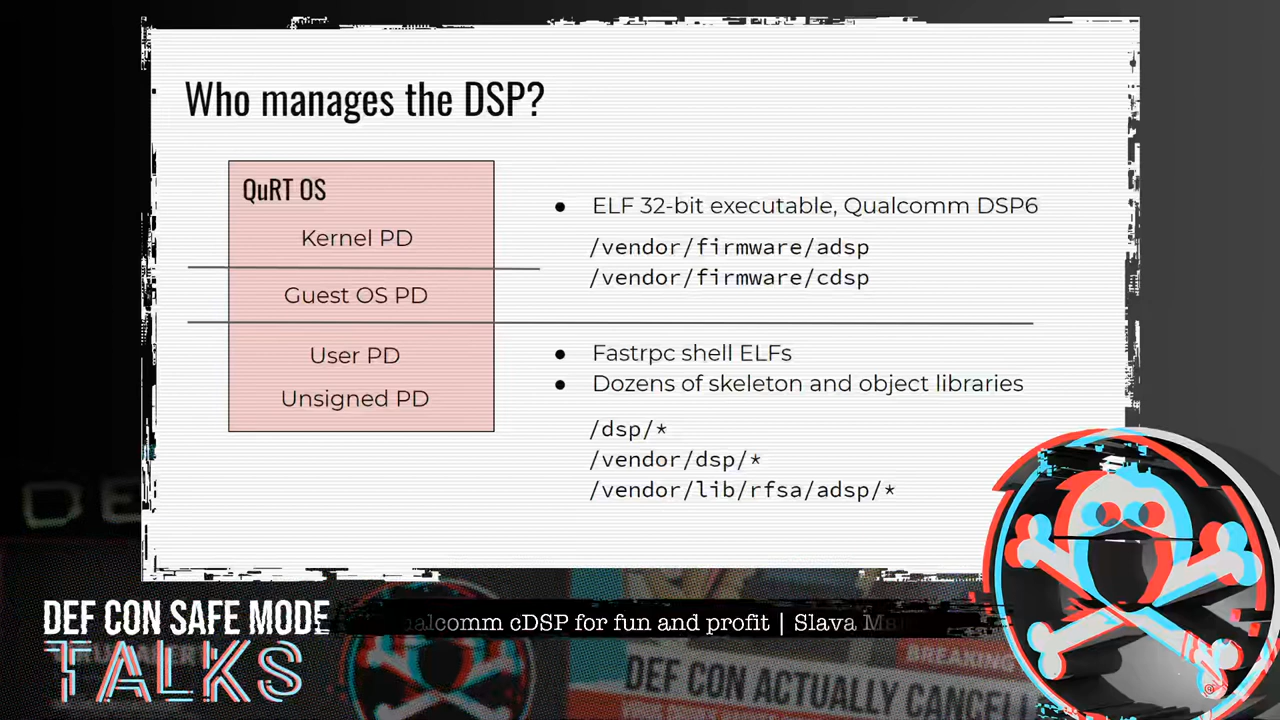 Who manages the DSP?
QuRT OS
Kernel PD
Guest OS PD
User PD
Unsigned PD
● ELF 32-bit executable, Qualcomm DSP6
/vendor/firmware/adsp
/vendor/firmware/cdsp
● Fastrpc shell ELFs
● Dozens of skeleton and object libraries
/dsp/*
/vendor/dsp/*
/vendor/lib/rfsa/adsp/*
DEF CON SAFE MODE
TALKS
alcomm cDSP for fun and profit | Slava
BREAKING
DEF CON ACTUALLY